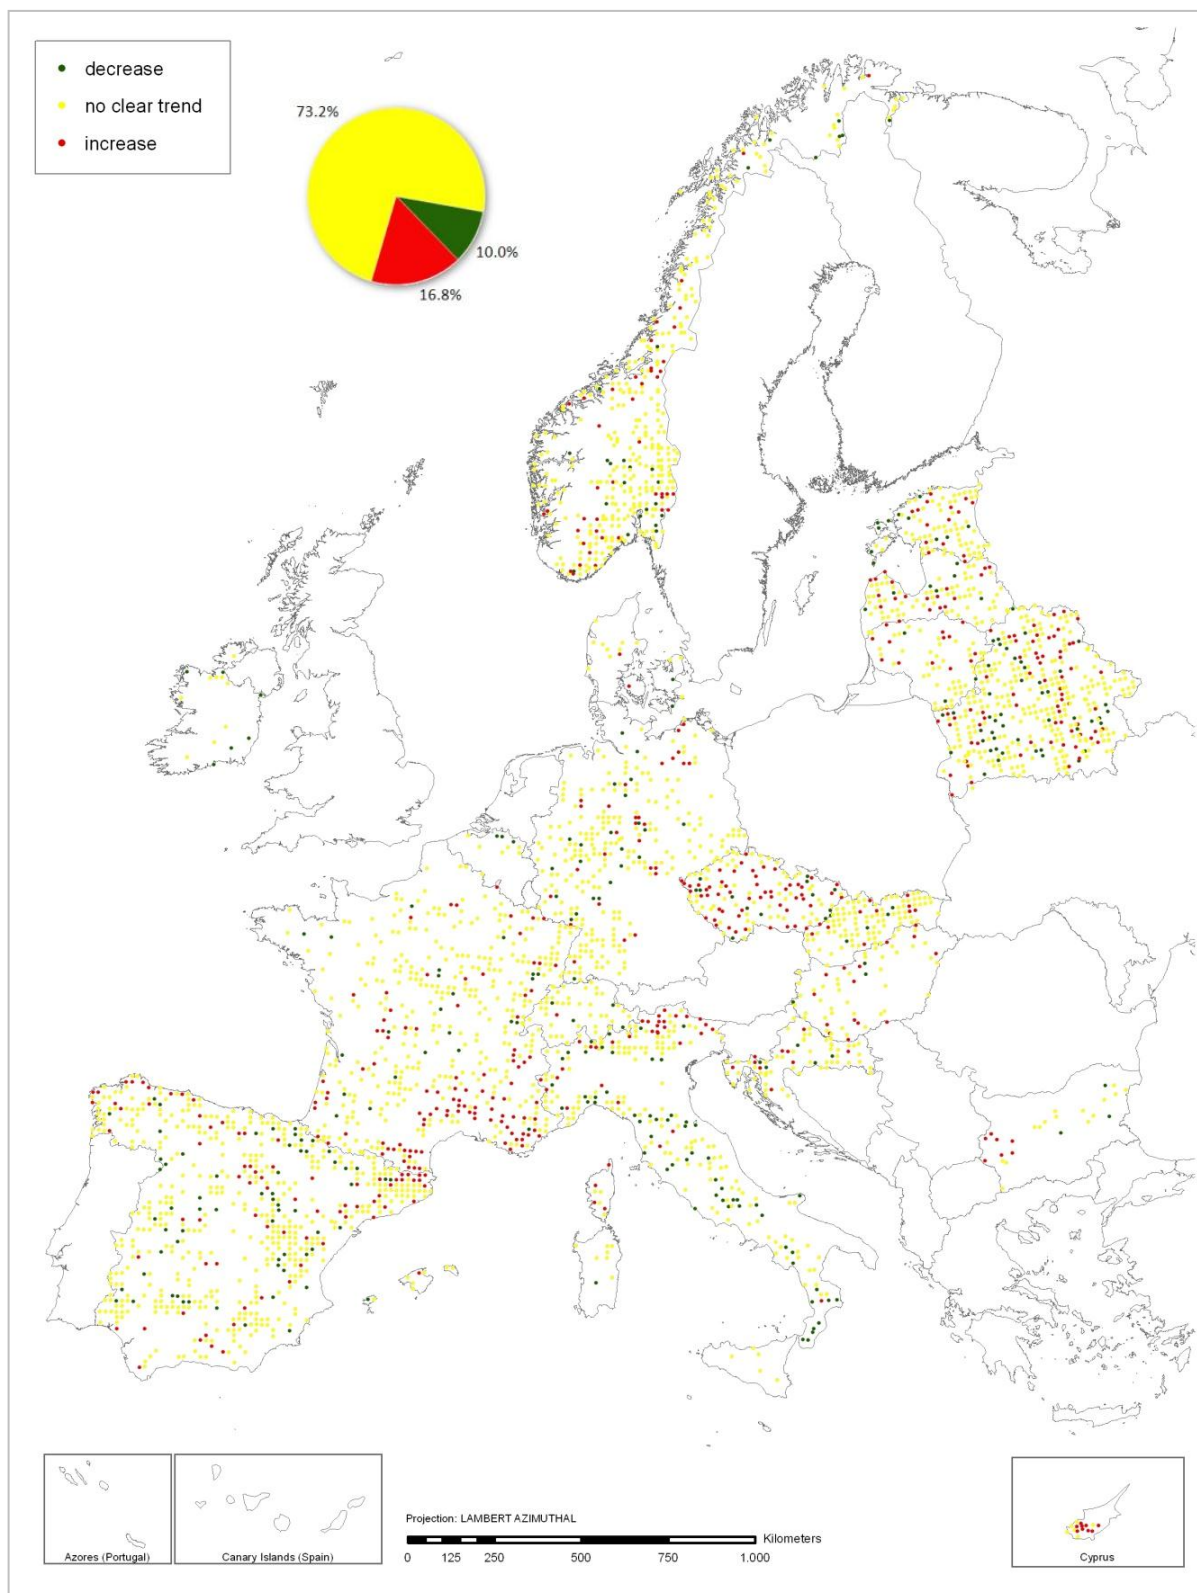 decrease
no clear trend
increase
73.2%
10.0%
16.8%
Projection: LAMBERT AZIMUTHAL
Kilometers
0 125 250 500 750 1.000
Azores (Portugal)
Canary Islands (Spain)
Cyprus